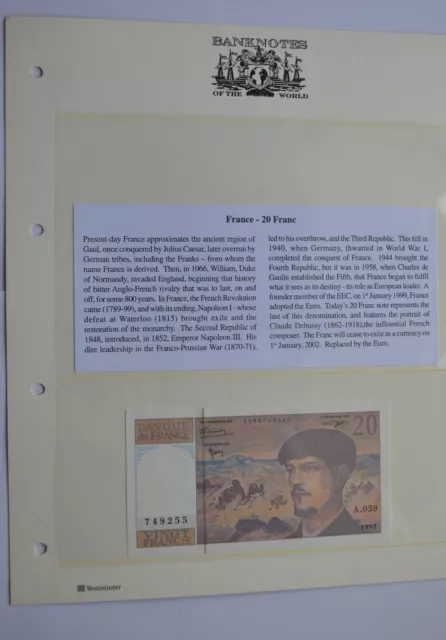 BANKNOTES
OF THE WORLD
France - 20 Franc
Present-day France approximates the ancient region of
Gaul, once conquered by Julius Caesar, later overrun by
German tribes, including the Franks – from whom the
name France is derived. Then, in 1066, William, Duke
of Normandy, invaded England, beginning that history
of bitter Anglo-French rivalry that was to last, on and
off, for some 800 years. In France, the French Revolution
came (1789-99), and with its ending, Napoleon I - whose
defeat at Waterloo (1815) brought exile and the
restoration of the monarchy. The Second Republic of
1848, introduced, in 1852, Emperor Napoleon III. His
dire leadership in the Franco-Prussian War (1870-71),
led to his overthrow, and the Third Republic. This fell in
1940, when Germany, thwarted in World War I,
completed the conquest of France. 1944 brought the
Fourth Republic, but it was in 1958, when Charles de
Gaulle established the Fifth, that France began to fulfil
what it sees as its destiny - its role as European leader. A
founder member of the EEC, on 1st January 1999, France
adopted the Euro. Today's 20 Franc note represents the
last of this denomination, and features the portrait of
Claude Debussy (1862-1918),the influential French
composer. The Franc will cease to exist as a currency on
1st January, 2002. Replaced by the Euro.
BANQUE
DE FRANCE
20
749255
A.059
1997
VINGT
FRANCS
Westminster